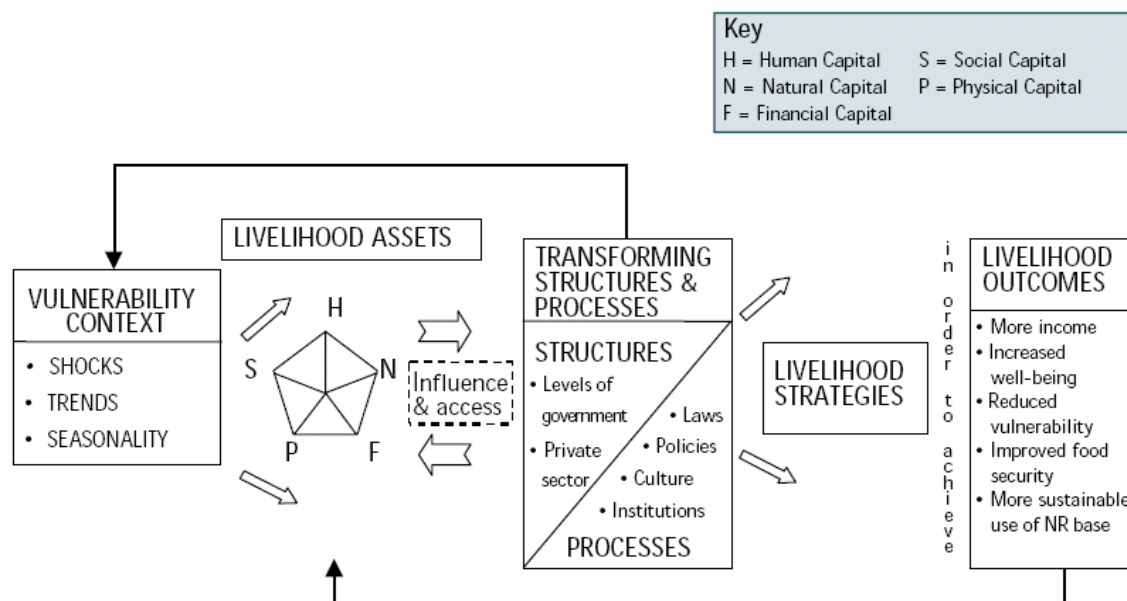 Key
H = Human Capital S = Social Capital
N = Natural Capital P = Physical Capital
F = Financial Capital
LIVELIHOOD ASSETS
VULNERABILITY
CONTEXT
• SHOCKS
• TRENDS
• SEASONALITY
H
S
N
P
F
Influence
& access
TRANSFORMING
STRUCTURES &
PROCESSES
STRUCTURES
• Levels of
government
• Private
sector
• Laws
• Policies
• Culture
• Institutions
PROCESSES
LIVELIHOOD
STRATEGIES
in order to achieve
LIVELIHOOD
OUTCOMES
• More income
• Increased
well-being
• Reduced
vulnerability
• Improved food
security
• More sustainable
use of NR base